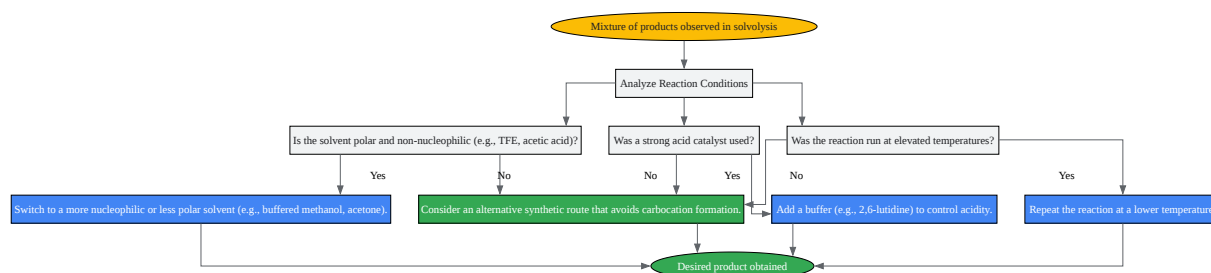 Mixture of products observed in solvolysis
Analyze Reaction Conditions
Is the solvent polar and non-nucleophilic (e.g., TFE, acetic acid)?
Was a strong acid catalyst used?
Was the reaction run at elevated temperatures?
Yes
No
No
Yes
No
Yes
Switch to a more nucleophilic or less polar solvent (e.g., buffered methanol, acetone).
Consider an alternative synthetic route that avoids carbocation formation.
Add a buffer (e.g., 2,6-lutidine) to control acidity.
Repeat the reaction at a lower temperature
Desired product obtained